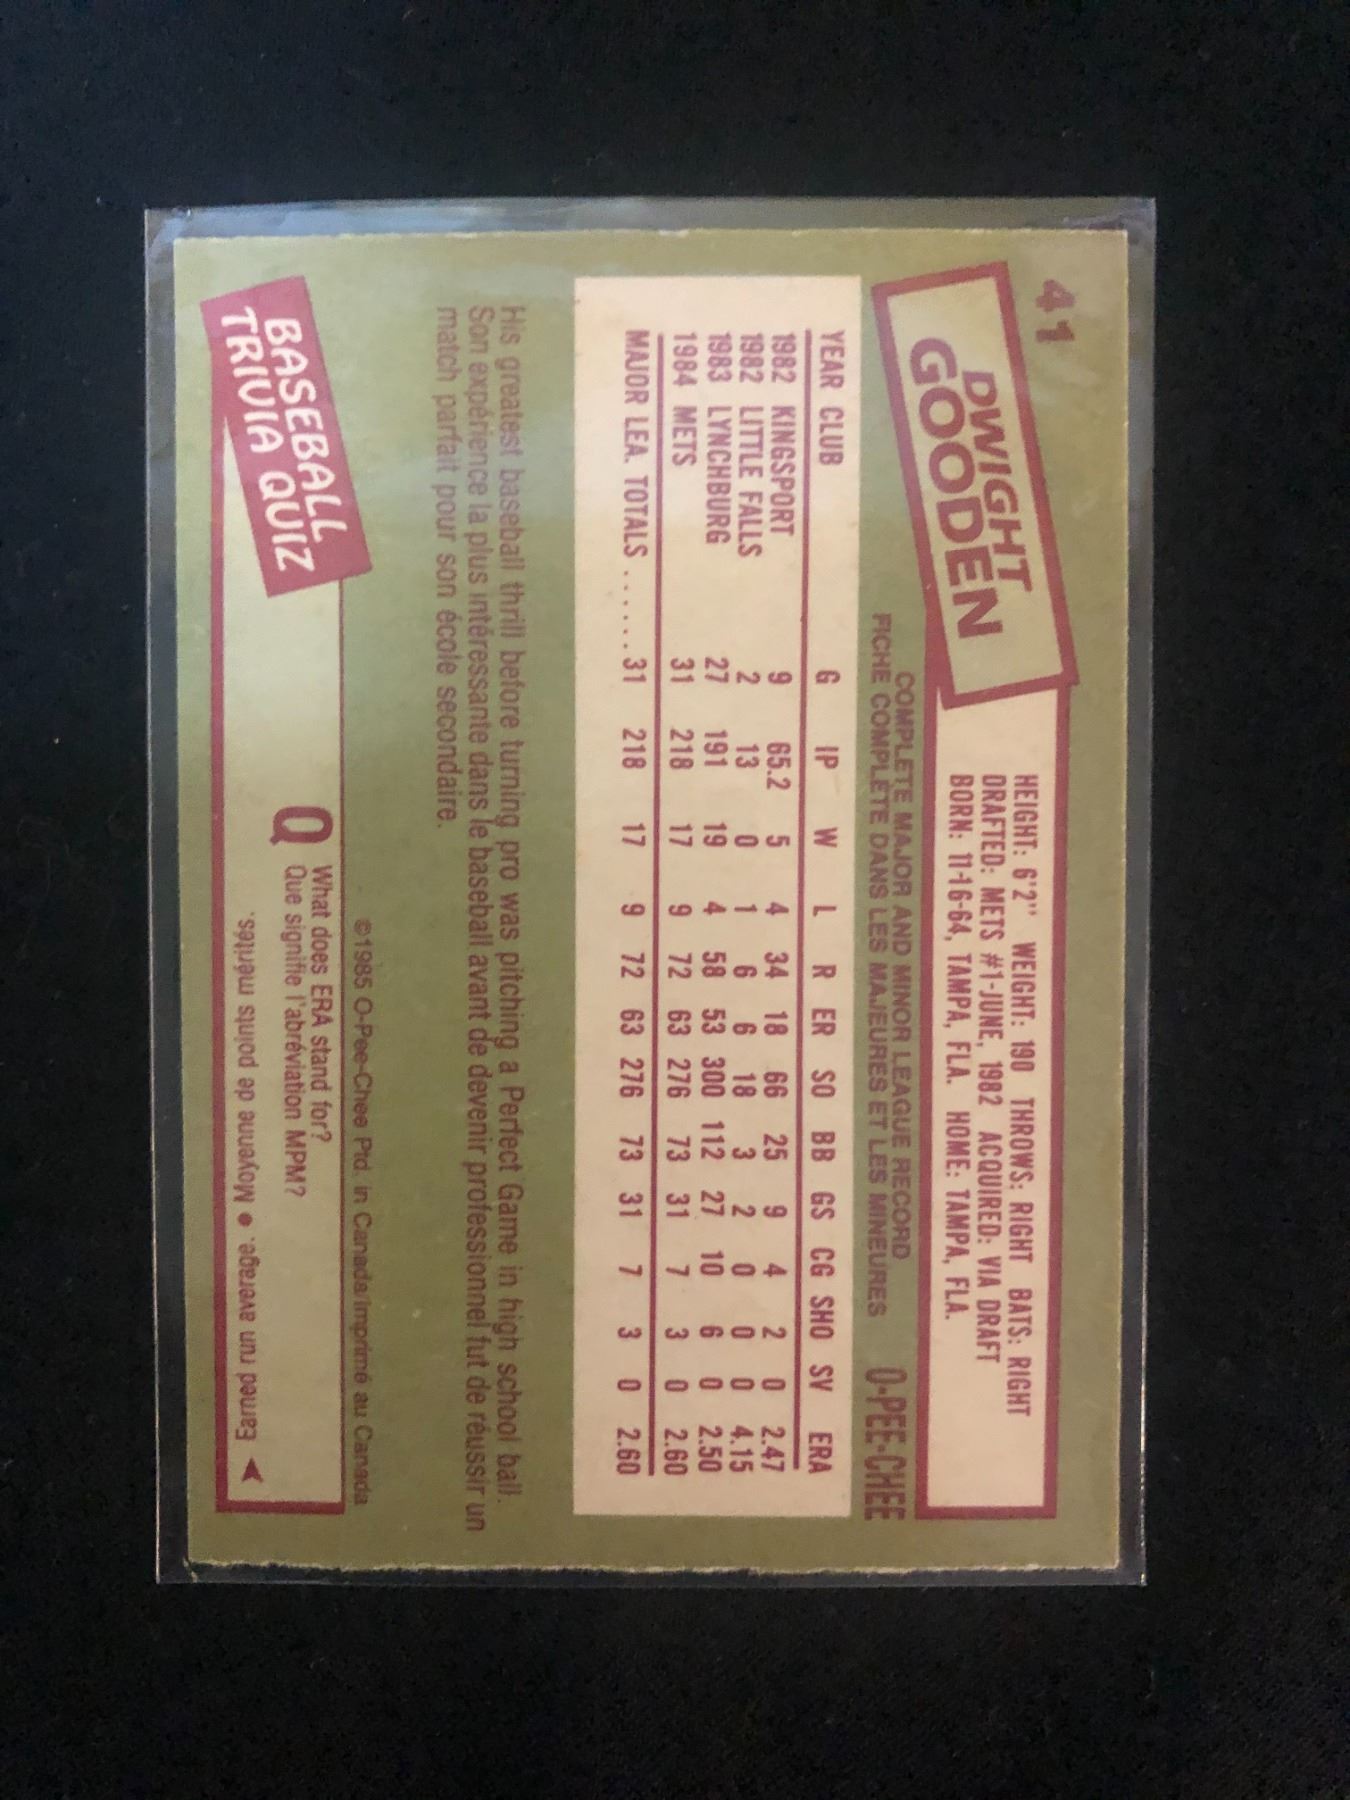 41
DWIGHT
GOODEN
HEIGHT: 6'2" WEIGHT: 190 THROWS: RIGHT BATS: RIGHT
DRAFTED: METS #1-JUNE, 1982 ACQUIRED: VIA DRAFT
BORN: 11-16-64, TAMPA, FLA. HOME: TAMPA, FLA.
COMPLETE MAJOR AND MINOR LEAGUE RECORD
FICHE COMPLÈTE DANS LES MAJEURES ET LES MINEURES O-PEE-CHEE
YEAR CLUB G IP W L R ER SO BB GS CG SHO SV ERA
1982 KINGSPORT 9 65.2 5 4 34 18 66 25 9 4 2 0 2.47
1982 LITTLE FALLS 2 13 0 1 6 6 18 3 2 0 0 0 4.15
1983 LYNCHBURG 27 191 19 4 58 53 300 112 27 10 6 0 2.50
1984 METS 31 218 17 9 72 63 276 73 31 7 3 0 2.60
MAJOR LEA. TOTALS ...... 31 218 17 9 72 63 276 73 31 7 3 0 2.60
His greatest baseball thrill before turning pro was pitching a Perfect Game in high school ball.
Son expérience la plus intéressante dans le baseball avant de devenir professionnel fut de réussir un
match parfait pour son école secondaire.
©1985 O-Pee-Chee Ptd. in Canada/imprimé au Canada
BASEBALL
TRIVIA QUIZ
Q What does ERA stand for?
Que signifie l'abréviation MPM?
Earned run average. • Moyenne de points mérités.